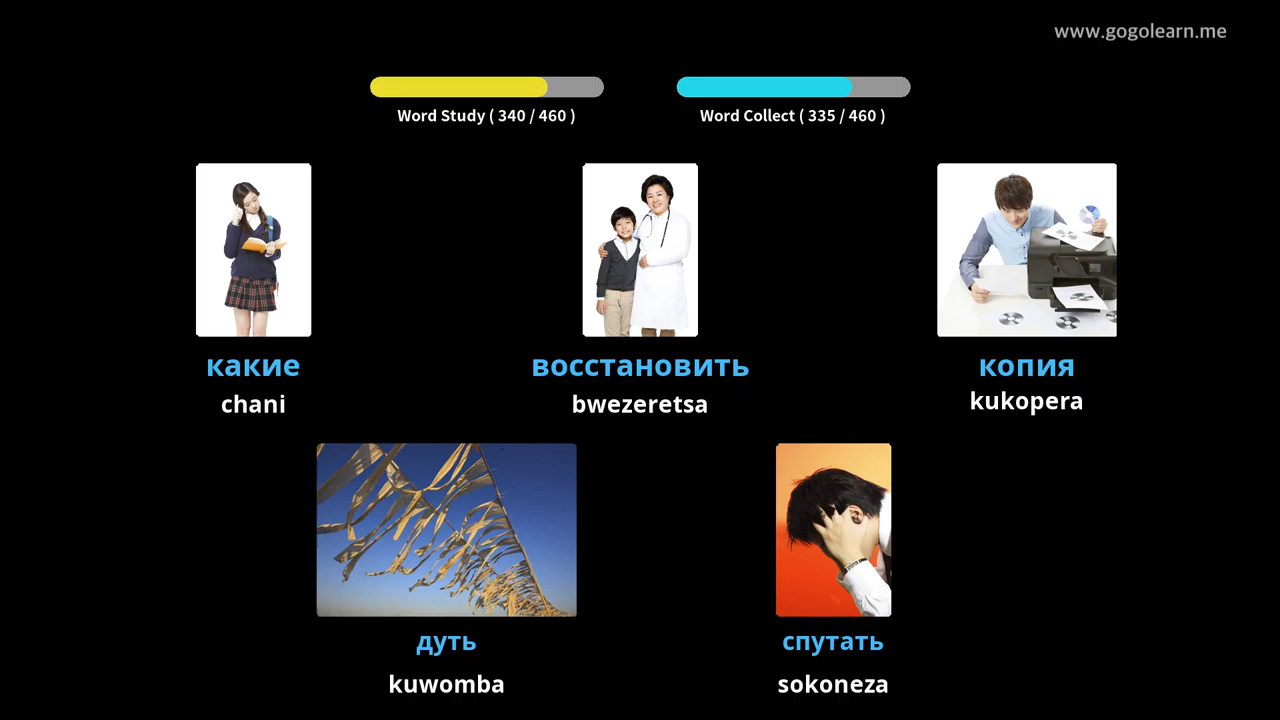 www.gogolearn.me
Word Study ( 340 / 460 )
Word Collect ( 335 / 460 )
какие
chani
восстановить
bwezeretsa
копия
kukopera
дуть
kuwomba
спутать
sokoneza